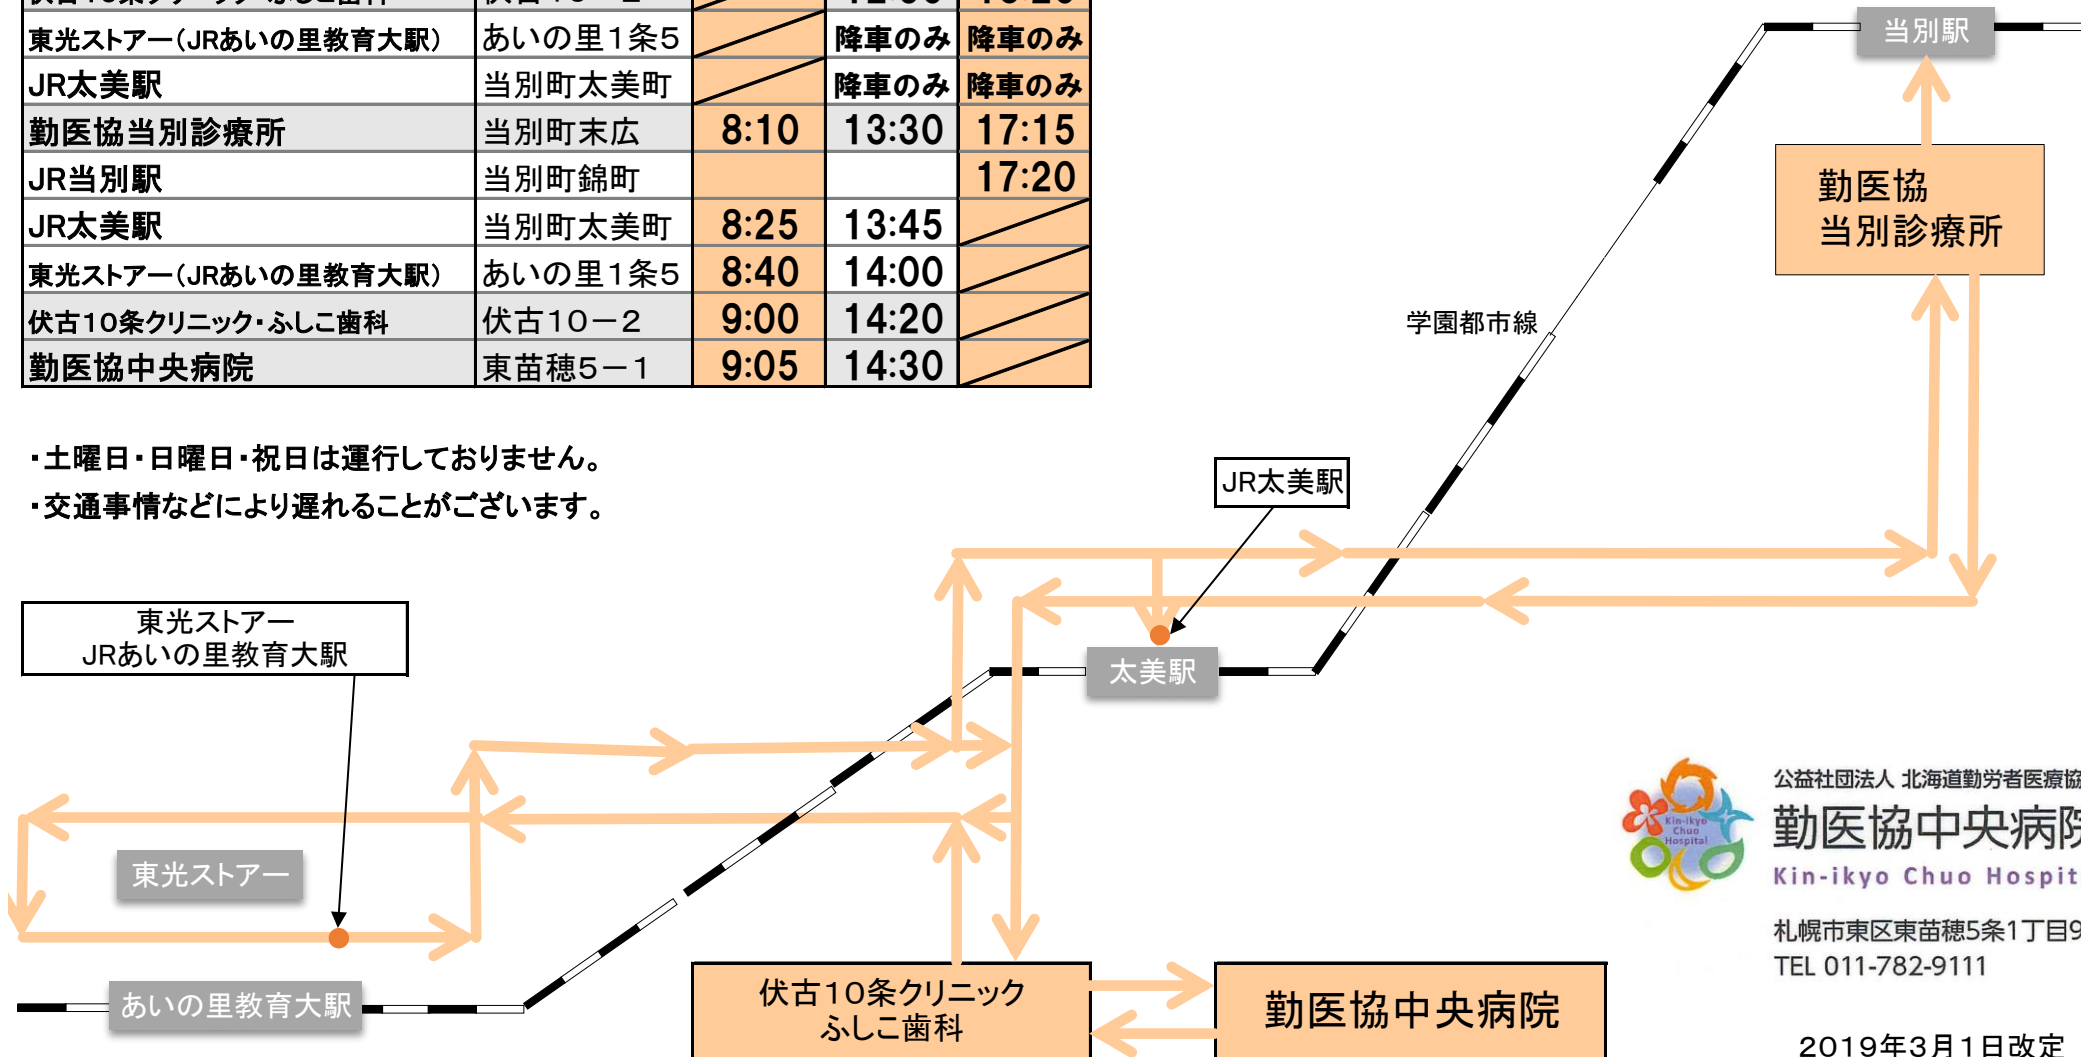 東光ストアー(JRあいの里教育大駅) あいの里1条5 降車のみ 降車のみ
JR太美駅 当別町太美町 降車のみ 降車のみ
勤医協当別診療所 当別町末広 8:10 13:30 17:15
JR当別駅 当別町錦町 17:20
JR太美駅 当別町太美町 8:25 13:45
東光ストアー(JRあいの里教育大駅) あいの里1条5 8:40 14:00
伏古10条クリニック・ふしこ歯科 伏古10-2 9:00 14:20
勤医協中央病院 東苗穂5-1 9:05 14:30
・土曜日・日曜日・祝日は運行しておりません。
・交通事情などにより遅れることがございます。
当別駅
勤医協
当別診療所
学園都市線
JR太美駅
太美駅
東光ストアー
JRあいの里教育大駅
東光ストアー
あいの里教育大駅
伏古10条クリニック
ふしこ歯科
勤医協中央病院
Kin-ikyo
Chuo
Hospital
公益社団法人 北海道勤労者医療協
勤医協中央病院
Kin-ikyo Chuo Hospit
札幌市東区東苗穂5条1丁目9
TEL 011-782-9111
2019年3月1日改定